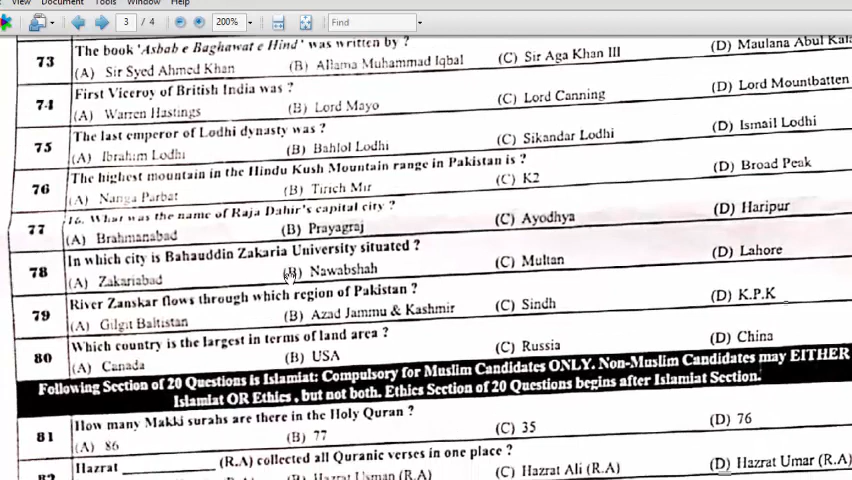 Document Tools Window Help
3 / 4 200% Find
73 The book 'Asbab e Baghawat e Hind' was written by ?
(A) Sir Syed Ahmed Khan (B) Allama Muhammad Iqbal (C) Sir Aga Khan III (D) Maulana Abul Kala
74 First Viceroy of British India was ?
(A) Warren Hastings (B) Lord Mayo (C) Lord Canning (D) Lord Mountbatten
75 The last emperor of Lodhi dynasty was ?
(A) Ibrahim Lodhi (B) Bahlol Lodhi (C) Sikandar Lodhi (D) Ismail Lodhi
76 The highest mountain in the Hindu Kush Mountain range in Pakistan is ?
(A) Nanga Parbat (B) Tirich Mir (C) K2 (D) Broad Peak
77 16. What was the name of Raja Dahir's capital city ?
(A) Brahmanabad (B) Prayagraj (C) Ayodhya (D) Haripur
78 In which city is Bahauddin Zakaria University situated ?
(A) Zakariabad (B) Nawabshah (C) Multan (D) Lahore
79 River Zanskar flows through which region of Pakistan ?
(A) Gilgit Baltistan (B) Azad Jammu & Kashmir (C) Sindh (D) K.P.K
80 Which country is the largest in terms of land area ?
(A) Canada (B) USA (C) Russia (D) China
Following Section of 20 Questions is Islamiat: Compulsory for Muslim Candidates ONLY. Non-Muslim Candidates may EITHER
Islamiat OR Ethics , but not both. Ethics Section of 20 Questions begins after Islamiat Section.
81 How many Makki surahs are there in the Holy Quran ?
(A) 86 (B) 77 (C) 35 (D) 76
82 Hazrat __________ (R.A) collected all Quranic verses in one place ?
(R.A) (B) Hazrat Usman (R.A) (C) Hazrat Ali (R.A) (D) Hazrat Umar (R.A)